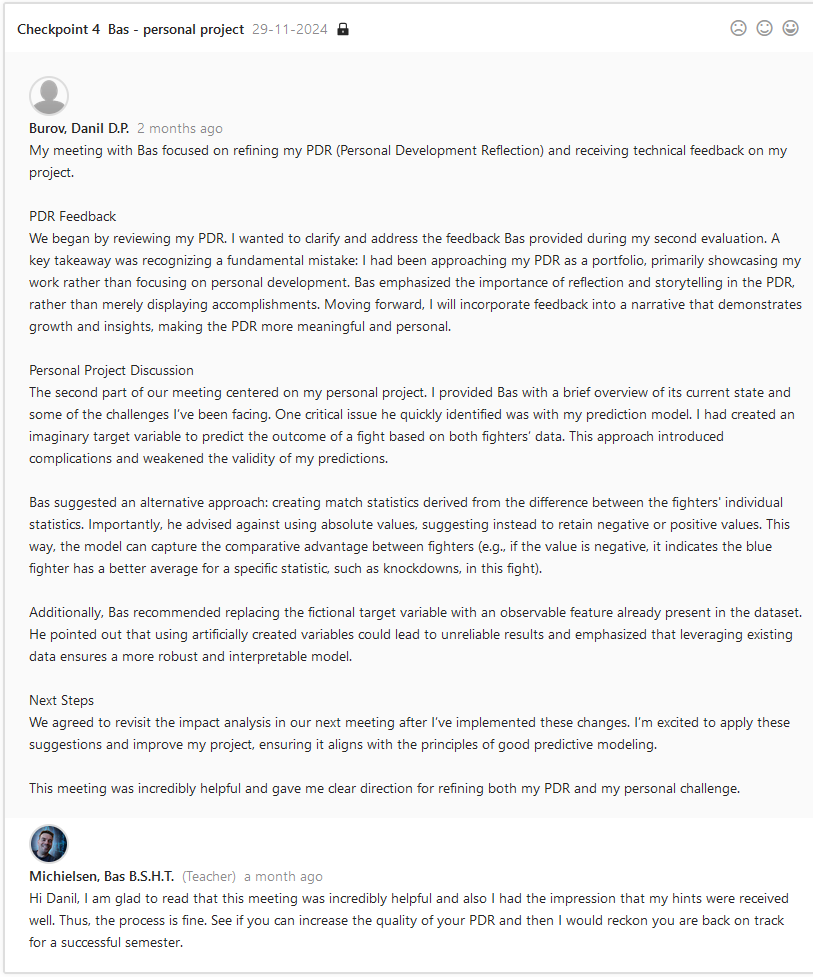 Checkpoint 4 Bas - personal project 29-11-2024
Burov, Danil D.P. 2 months ago
My meeting with Bas focused on refining my PDR (Personal Development Reflection) and receiving technical feedback on my
project.
PDR Feedback
We began by reviewing my PDR. I wanted to clarify and address the feedback Bas provided during my second evaluation. A
key takeaway was recognizing a fundamental mistake: I had been approaching my PDR as a portfolio, primarily showcasing my
work rather than focusing on personal development. Bas emphasized the importance of reflection and storytelling in the PDR,
rather than merely displaying accomplishments. Moving forward, I will incorporate feedback into a narrative that demonstrates
growth and insights, making the PDR more meaningful and personal.
Personal Project Discussion
The second part of our meeting centered on my personal project. I provided Bas with a brief overview of its current state and
some of the challenges I've been facing. One critical issue he quickly identified was with my prediction model. I had created an
imaginary target variable to predict the outcome of a fight based on both fighters' data. This approach introduced
complications and weakened the validity of my predictions.
Bas suggested an alternative approach: creating match statistics derived from the difference between the fighters' individual
statistics. Importantly, he advised against using absolute values, suggesting instead to retain negative or positive values. This
way, the model can capture the comparative advantage between fighters (e.g., if the value is negative, it indicates the blue
fighter has a better average for a specific statistic, such as knockdowns, in this fight).
Additionally, Bas recommended replacing the fictional target variable with an observable feature already present in the dataset.
He pointed out that using artificially created variables could lead to unreliable results and emphasized that leveraging existing
data ensures a more robust and interpretable model.
Next Steps
We agreed to revisit the impact analysis in our next meeting after I've implemented these changes. I'm excited to apply these
suggestions and improve my project, ensuring it aligns with the principles of good predictive modeling.
This meeting was incredibly helpful and gave me clear direction for refining both my PDR and my personal challenge.
Michielsen, Bas B.S.H.T. (Teacher) a month ago
Hi Danil, I am glad to read that this meeting was incredibly helpful and also I had the impression that my hints were received
well. Thus, the process is fine. See if you can increase the quality of your PDR and then I would reckon you are back on track
for a successful semester.